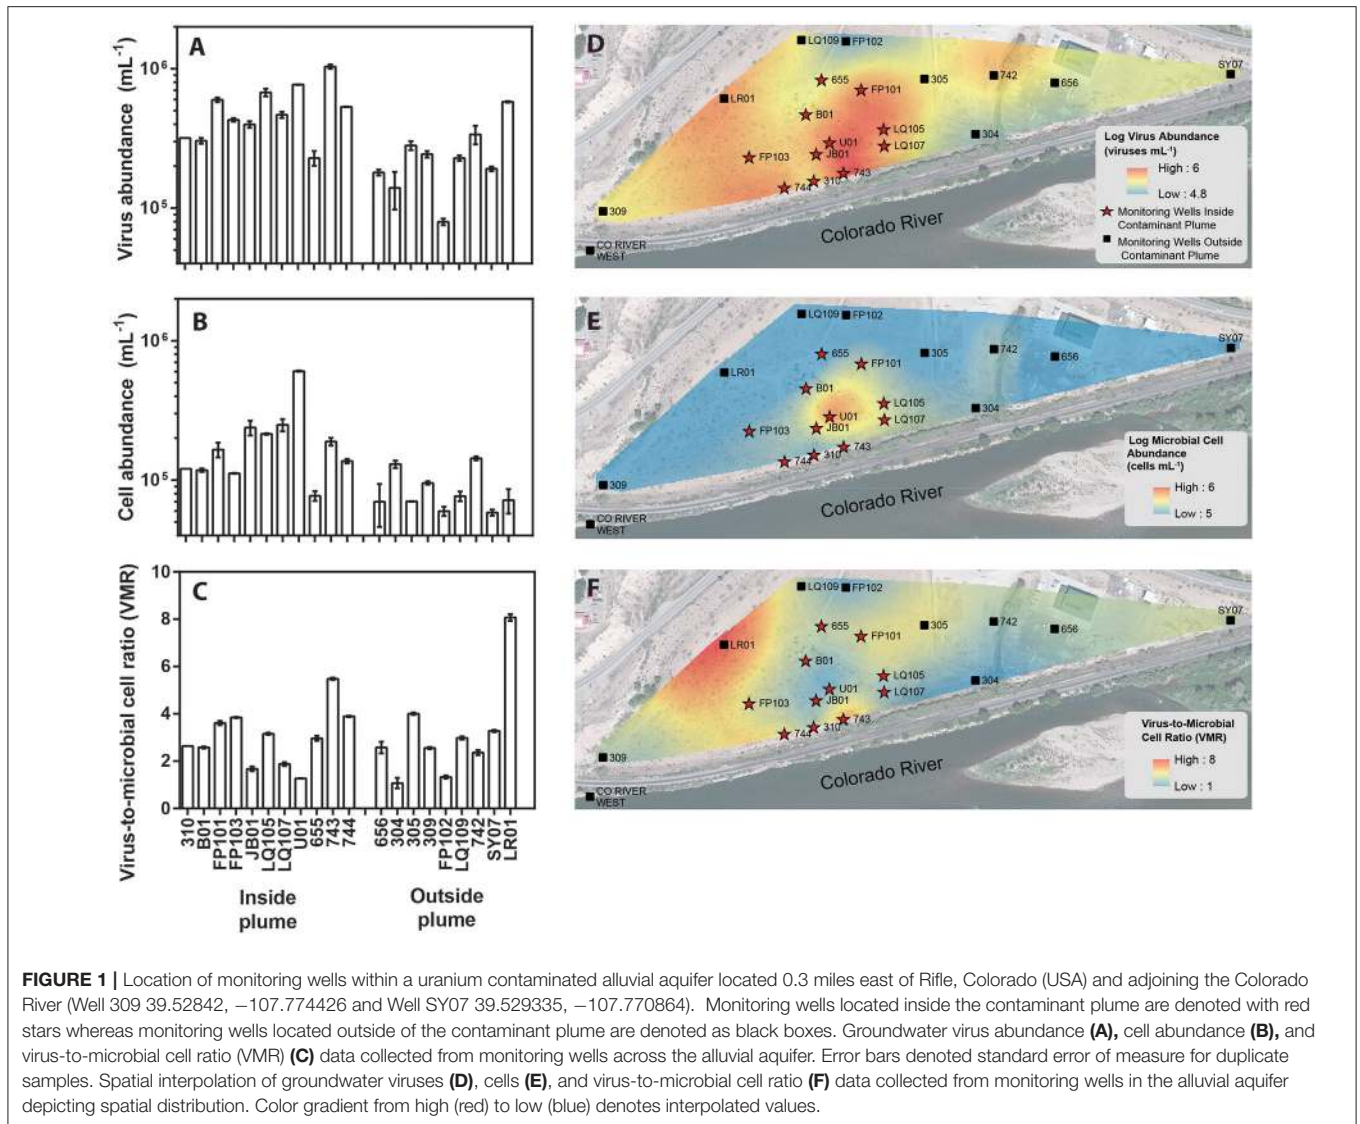 A
Virus abundance (mL⁻¹)
10⁶
10⁵
B
Cell abundance (mL⁻¹)
10⁶
10⁵
C
Virus-to-microbial cell ratio (VMR)
10
8
6
4
2
0
310
B01
FP101
FP103
JB01
LQ105
LQ107
U01
655
743
744
656
304
305
309
FP102
LQ109
742
SY07
LR01
Inside
plume
Outside
plume
D
LQ109
FP102
SY07
655
305
742
656
FP101
LR01
B01
LQ105
304
U01
LQ107
FP103
JB01
743
310
744
309
CO RIVER
WEST
Colorado River
Log Virus Abundance
(viruses mL⁻¹)
High : 6
Low : 4.8
Monitoring Wells Inside
Contaminant Plume
Monitoring Wells Outside
Contaminant Plume
E
LQ109
FP102
SY07
655
305
742
656
FP101
LR01
B01
LQ105
304
U01
LQ107
FP103
JB01
743
310
744
309
CO RIVER
WEST
Colorado River
Log Microbial Cell
Abundance
(cells mL⁻¹)
High : 6
Low : 5
F
LQ109
FP102
SY07
655
305
742
656
FP101
LR01
B01
LQ105
304
U01
LQ107
FP103
JB01
743
310
744
309
CO RIVER
WEST
Colorado River
Virus-to-Microbial
Cell Ratio (VMR)
High : 8
Low : 1
FIGURE 1 | Location of monitoring wells within a uranium contaminated alluvial aquifer located 0.3 miles east of Rifle, Colorado (USA) and adjoining the Colorado
River (Well 309 39.52842, −107.774426 and Well SY07 39.529335, −107.770864). Monitoring wells located inside the contaminant plume are denoted with red
stars whereas monitoring wells located outside of the contaminant plume are denoted as black boxes. Groundwater virus abundance (A), cell abundance (B), and
virus-to-microbial cell ratio (VMR) (C) data collected from monitoring wells across the alluvial aquifer. Error bars denoted standard error of measure for duplicate
samples. Spatial interpolation of groundwater viruses (D), cells (E), and virus-to-microbial cell ratio (F) data collected from monitoring wells in the alluvial aquifer
depicting spatial distribution. Color gradient from high (red) to low (blue) denotes interpolated values.